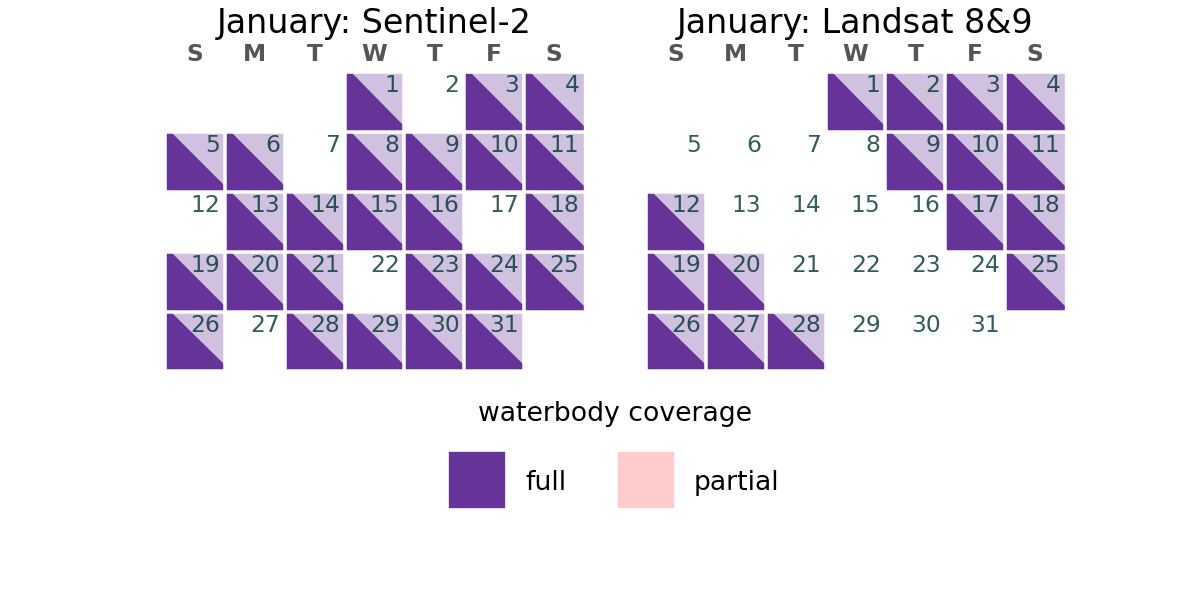 January: Sentinel-2
S M T W T F S
1 2 3 4
5 6 7 8 9 10 11
12 13 14 15 16 17 18
19 20 21 22 23 24 25
26 27 28 29 30 31
January: Landsat 8&9
S M T W T F S
1 2 3 4
5 6 7 8 9 10 11
12 13 14 15 16 17 18
19 20 21 22 23 24 25
26 27 28 29 30 31
waterbody coverage
full partial